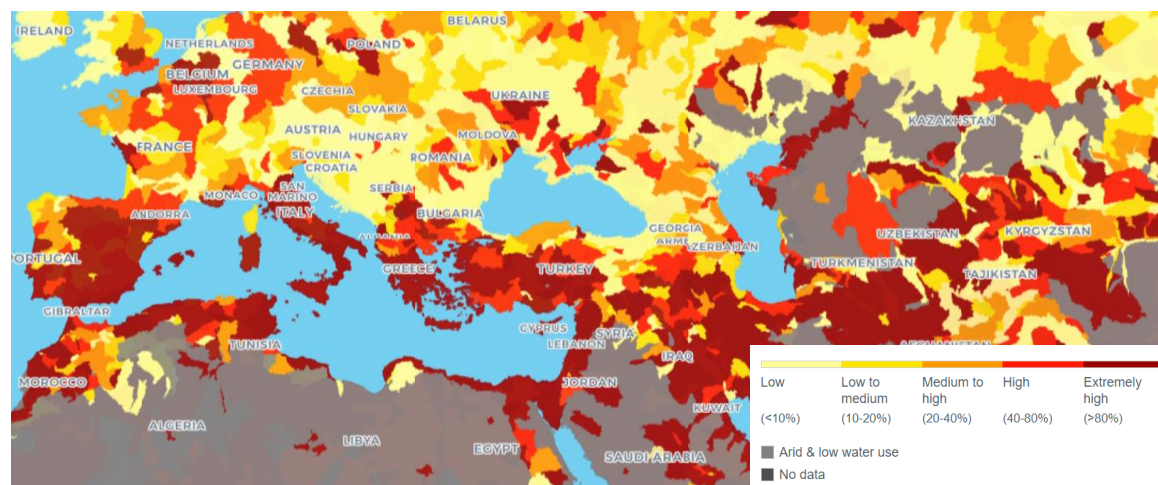 IRELAND
BELARUS
NETHERLANDS
POLAND
GERMANY
BELGIUM
LUXEMBOURG
CZECHIA
UKRAINE
SLOVAKIA
KAZAKHSTAN
AUSTRIA
HUNGARY
MOLDOVA
FRANCE
SLOVENIA
ROMANIA
CROATIA
SERBIA
MONACO
SAN
MARINO
ANDORRA
ITALY
BULGARIA
GEORGIA
ALBANIA
ARME
AZERBAIJAN
UZBEKISTAN
KYRGYZSTAN
PORTUGAL
GREECE
TURKEY
TURKMENISTAN
TAJIKISTAN
GIBRALTAR
CYPRUS
SYRIA
TUNISIA
LEBANON
AFGHANISTAN
IRAQ
MOROCCO
JORDAN
KUWAIT
ALGERIA
LIBYA
EGYPT
SAUDI ARABIA
Low
(<10%)
Low to
medium
(10-20%)
Medium to
high
(20-40%)
High
(40-80%)
Extremely
high
(>80%)
Arid & low water use
No data